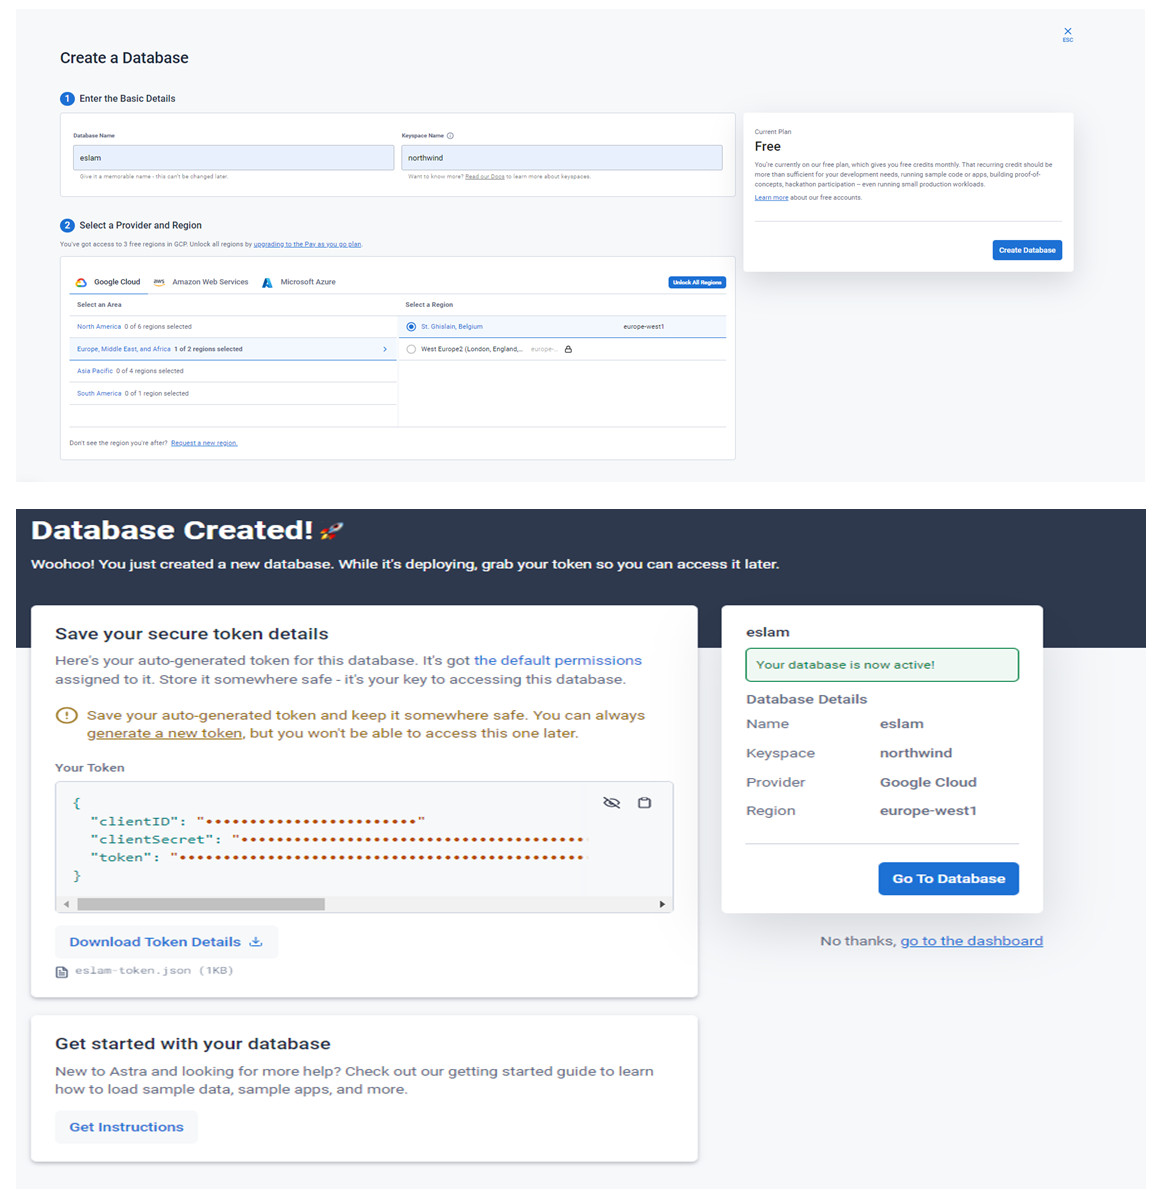 ESC
Create a Database
1 Enter the Basic Details
Database Name
eslam
Give it a memorable name - this can't be changed later.
Keyspace Name
northwind
Want to know more? Read our Docs to learn more about keyspaces.
Current Plan
Free
You're currently on our free plan, which gives you free credits monthly. That recurring credit should be
more than sufficient for your development needs, running sample code or apps, building proof-of-
concepts, hackathon participation – even running small production workloads.
Learn more about our free accounts.
Create Database
2 Select a Provider and Region
You've got access to 3 free regions in GCP. Unlock all regions by upgrading to the Pay as you go plan.
Google Cloud
aws Amazon Web Services
Microsoft Azure
Unlock All Regions
Select an Area
North America 0 of 6 regions selected
Europe, Middle East, and Africa 1 of 2 regions selected
Asia Pacific 0 of 4 regions selected
South America 0 of 1 region selected
Select a Region
St. Ghislain, Belgium europe-west1
West Europe2 (London, England,... europe-...
Don't see the region you're after? Request a new region.
Database Created!
Woohoo! You just created a new database. While it's deploying, grab your token so you can access it later.
Save your secure token details
Here's your auto-generated token for this database. It's got the default permissions
assigned to it. Store it somewhere safe - it's your key to accessing this database.
Save your auto-generated token and keep it somewhere safe. You can always
generate a new token, but you won't be able to access this one later.
Your Token
{
"clientID": "••••••••••••••••••••••••"
"clientSecret": "•••••••••••••••••••••••••••••••••••••••
"token": "••••••••••••••••••••••••••••••••••••••••••••••
}
Download Token Details
eslam-token.json (1KB)
eslam
Your database is now active!
Database Details
Name eslam
Keyspace northwind
Provider Google Cloud
Region europe-west1
Go To Database
No thanks, go to the dashboard
Get started with your database
New to Astra and looking for more help? Check out our getting started guide to learn
how to load sample data, sample apps, and more.
Get Instructions